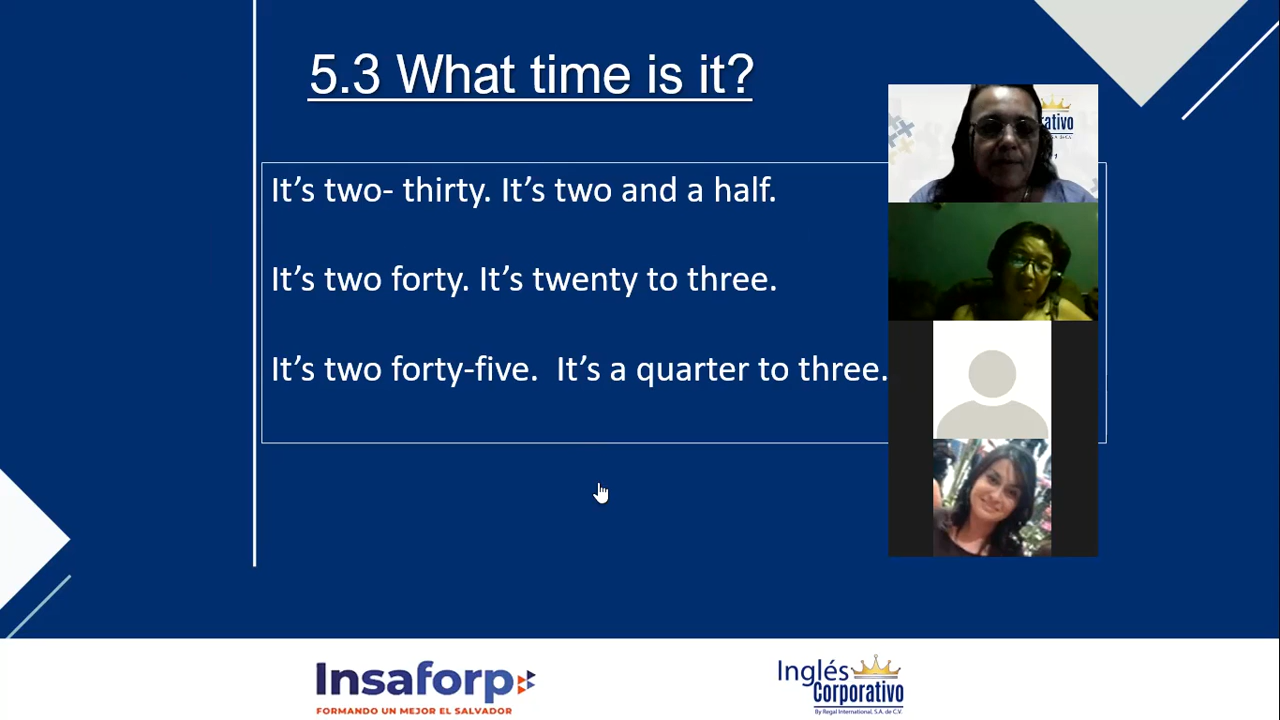 5.3 What time is it?
rativo
It's two- thirty. It's two and a half.
It's two forty. It's twenty to three.
It's two forty-five.  It's a quarter to three.
Insaforp
FORMANDO UN MEJOR EL SALVADOR
Inglés
Corporativo
By Regal International, S.A. de C.V.